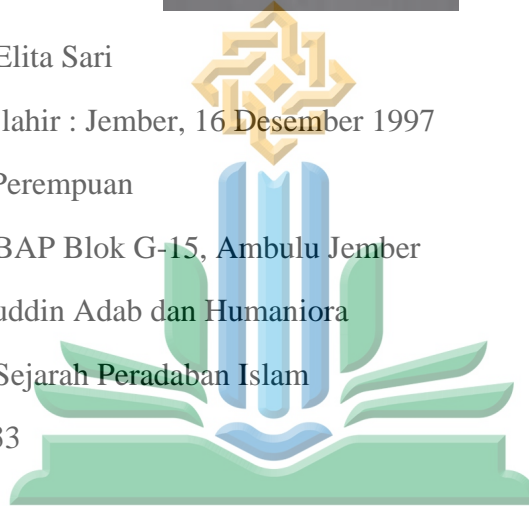 Elita Sari
lahir : Jember, 16 Desember 1997
Perempuan
BAP Blok G-15, Ambulu Jember
uddin Adab dan Humaniora
Sejarah Peradaban Islam
33